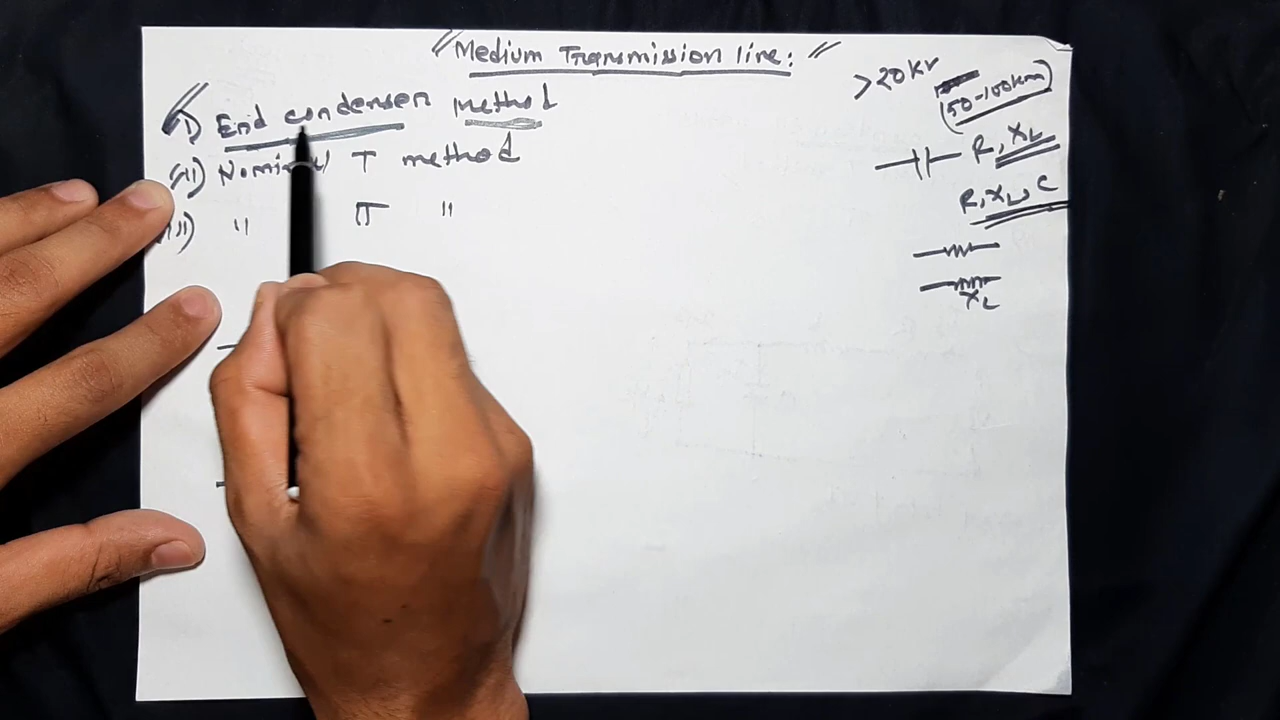 " Medium Transmission line: "
>20kv
(50-100km)
i) End condenser Method
ii) Nominal T method
iii) " π "
R, XL
R, XL, C
XL